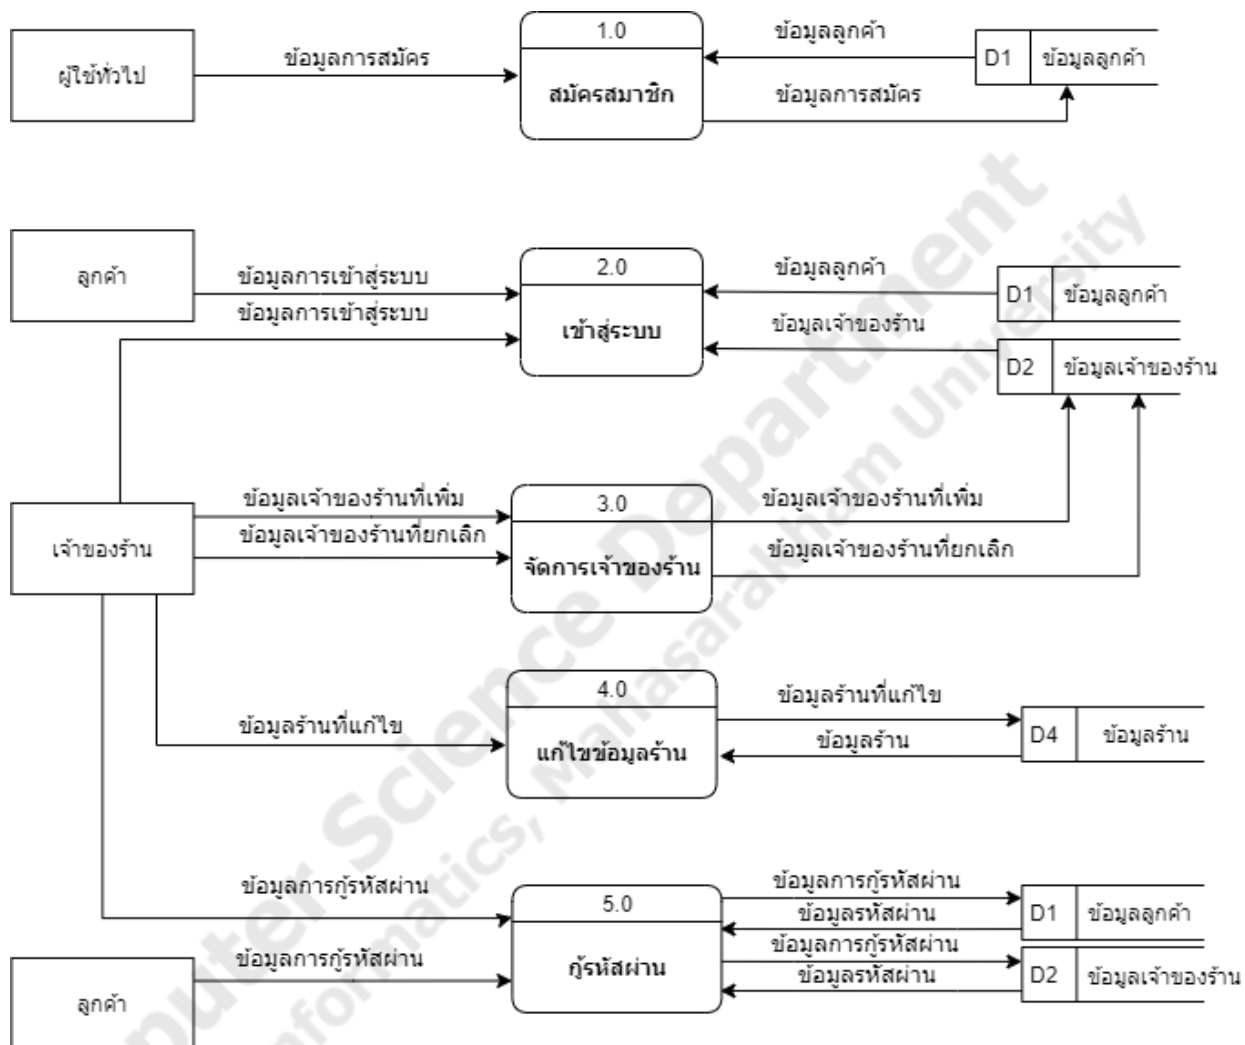 1.0
ข้อมูลลูกค้า
ผู้ใช้ทั่วไป
ข้อมูลการสมัคร
D1
ข้อมูลลูกค้า
สมัครสมาชิก
ข้อมูลการสมัคร
ลูกค้า
ข้อมูลการเข้าสู่ระบบ
2.0
ข้อมูลลูกค้า
D1
ข้อมูลลูกค้า
ข้อมูลการเข้าสู่ระบบ
เข้าสู่ระบบ
ข้อมูลเจ้าของร้าน
D2
ข้อมูลเจ้าของร้าน
ข้อมูลเจ้าของร้านที่เพิ่ม
3.0
ข้อมูลเจ้าของร้านที่เพิ่ม
เจ้าของร้าน
ข้อมูลเจ้าของร้านที่ยกเลิก
จัดการเจ้าของร้าน
ข้อมูลเจ้าของร้านที่ยกเลิก
4.0
ข้อมูลร้านที่แก้ไข
ข้อมูลร้านที่แก้ไข
แก้ไขข้อมูลร้าน
ข้อมูลร้าน
D4
ข้อมูลร้าน
ข้อมูลการกู้รหัสผ่าน
5.0
ข้อมูลการกู้รหัสผ่าน
ข้อมูลรหัสผ่าน
D1
ข้อมูลลูกค้า
ข้อมูลการกู้รหัสผ่าน
กู้รหัสผ่าน
ข้อมูลการกู้รหัสผ่าน
ข้อมูลรหัสผ่าน
D2
ข้อมูลเจ้าของร้าน
ลูกค้า
puter Science Department
nformatics, Mahasarakham University